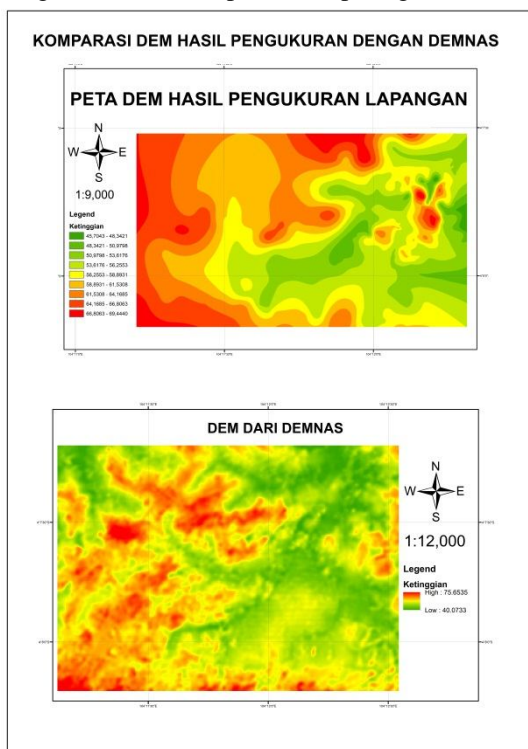 KOMPARASI DEM HASIL PENGUKURAN DENGAN DEMNAS
PETA DEM HASIL PENGUKURAN LAPANGAN
N
W E
S
1:9,000
Legend
Ketinggian
45,7043 - 48,3421
48,3421 - 50,9798
50,9798 - 53,6176
53,6176 - 56,2553
56,2553 - 58,8931
58,8931 - 61,5308
61,5308 - 64,1685
64,1685 - 66,8063
66,8063 - 69,4440
DEM DARI DEMNAS
N
W E
S
1:12,000
Legend
Ketinggian
High : 75.6535
Low : 40.0733